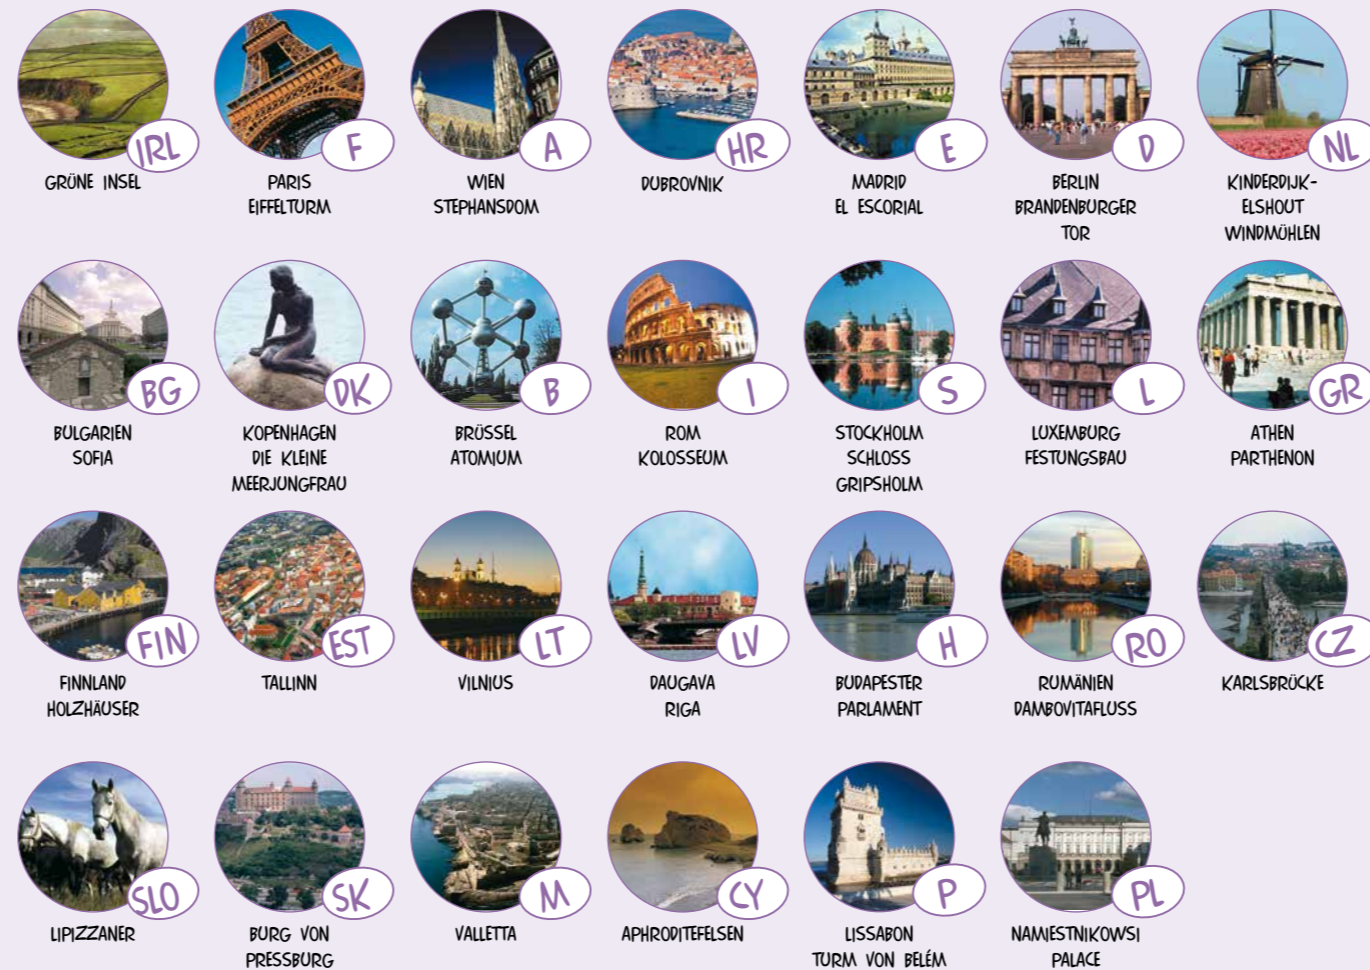 IRL
GRÜNE INSEL
F
PARIS
EIFFELTURM
A
WIEN
STEPHANSDOM
HR
DUBROVNIK
E
MADRID
EL ESCORIAL
D
BERLIN
BRANDENBURGER
TOR
NL
KINDERDIJK-
ELSHOUT
WINDMÜHLEN
BG
BULGARIEN
SOFIA
DK
KOPENHAGEN
DIE KLEINE
MEERJUNGFRAU
B
BRÜSSEL
ATOMIUM
I
ROM
KOLOSSEUM
S
STOCKHOLM
SCHLOSS
GRIPSHOLM
L
LUXEMBURG
FESTUNGSBAU
GR
ATHEN
PARTHENON
FIN
FINNLAND
HOLZHÄUSER
EST
TALLINN
LT
VILNIUS
LV
DAUGAVA
RIGA
H
BUDAPESTER
PARLAMENT
RO
RUMÄNIEN
DAMBOVITAFLUSS
CZ
KARLSBRÜCKE
SLO
LIPIZZANER
SK
BURG VON
PRESSBURG
M
VALLETTA
CY
APHRODITEFELSEN
P
LISSABON
TURM VON BELÉM
PL
NAMIESTNIKOWSI
PALACE